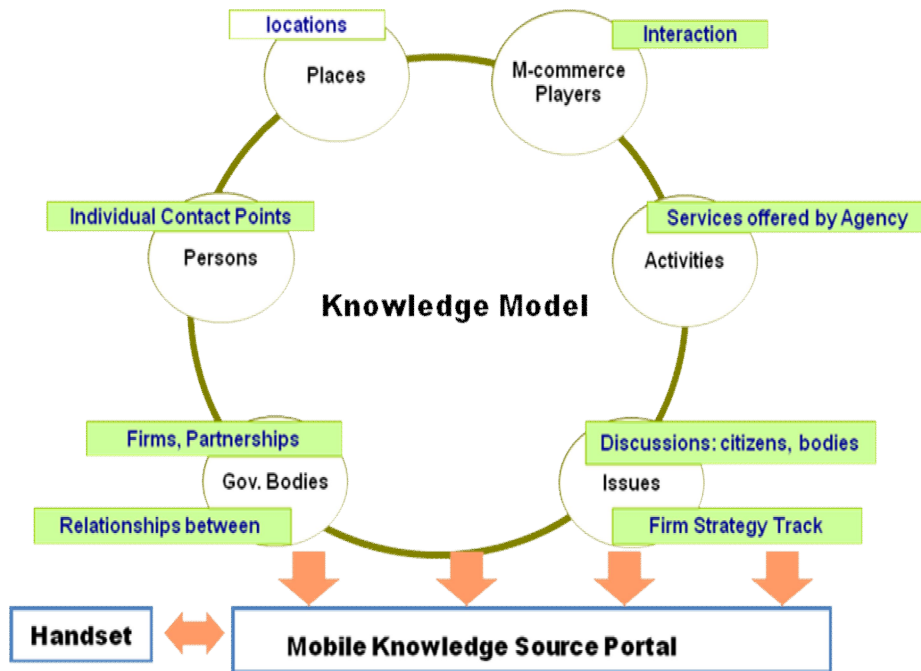 locations
Places
Interaction
M-commerce
Players
Individual Contact Points
Persons
Services offered by Agency
Activities
Knowledge Model
Firms, Partnerships
Gov. Bodies
Relationships between
Discussions: citizens, bodies
Issues
Firm Strategy Track
Handset
Mobile Knowledge Source Portal